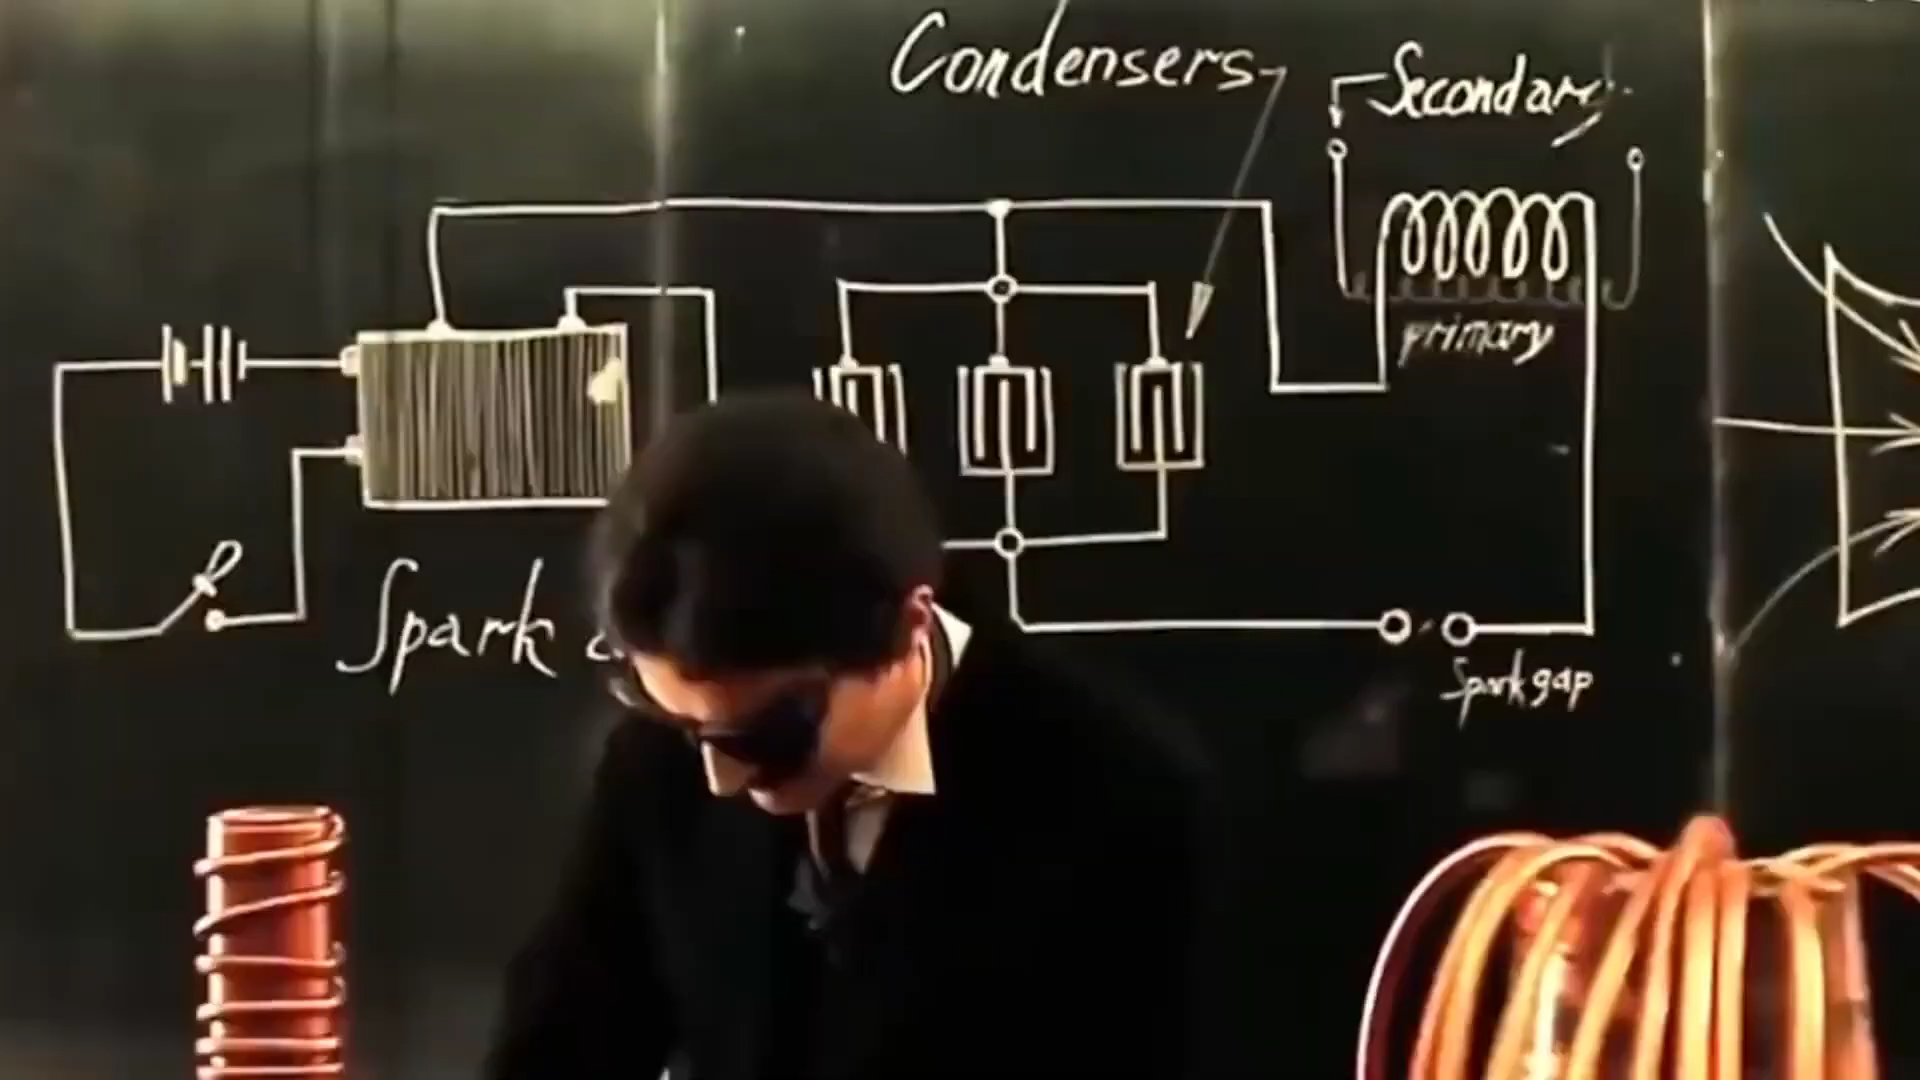 Condensers
Secondary
primary
Spark
Spark gap